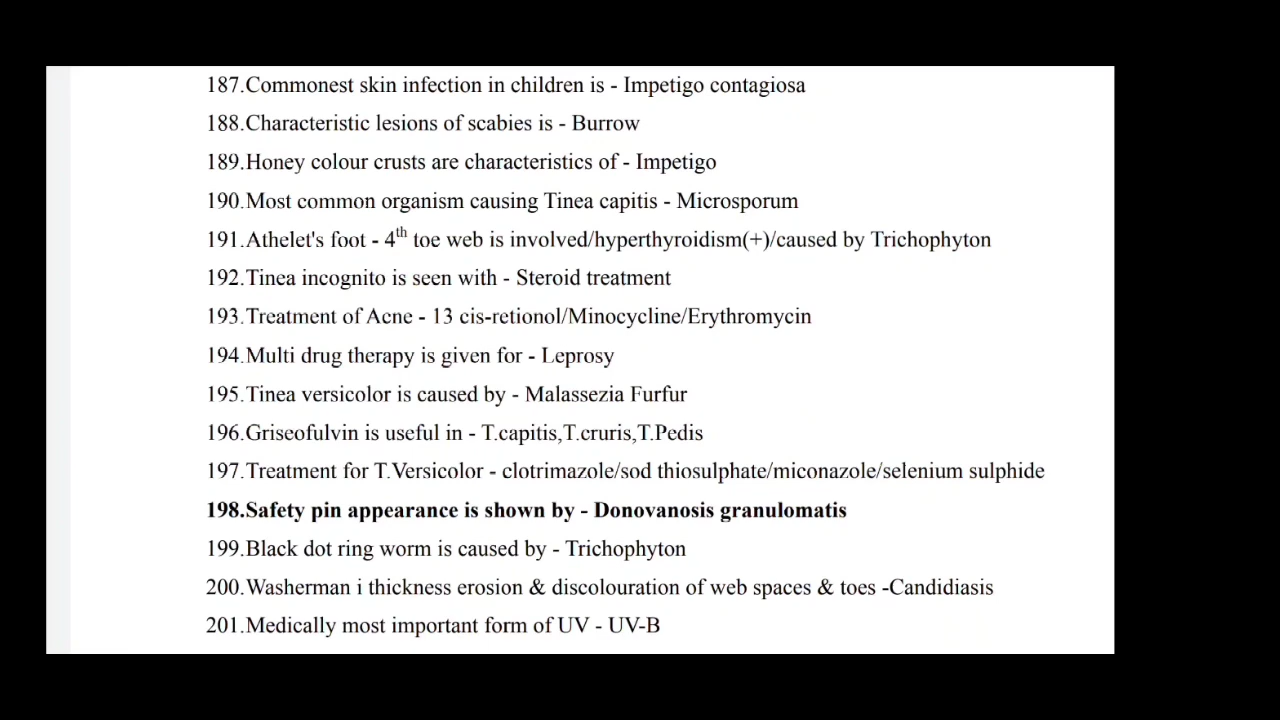 187.Commonest skin infection in children is - Impetigo contagiosa
188.Characteristic lesions of scabies is - Burrow
189.Honey colour crusts are characteristics of - Impetigo
190.Most common organism causing Tinea capitis - Microsporum
191.Athelet's foot - 4th toe web is involved/hyperthyroidism(+)/caused by Trichophyton
192.Tinea incognito is seen with - Steroid treatment
193.Treatment of Acne - 13 cis-retionol/Minocycline/Erythromycin
194.Multi drug therapy is given for - Leprosy
195.Tinea versicolor is caused by - Malassezia Furfur
196.Griseofulvin is useful in - T.capitis,T.cruris,T.Pedis
197.Treatment for T.Versicolor - clotrimazole/sod thiosulphate/miconazole/selenium sulphide
198.Safety pin appearance is shown by - Donovanosis granulomatis
199.Black dot ring worm is caused by - Trichophyton
200.Washerman i thickness erosion & discolouration of web spaces & toes -Candidiasis
201.Medically most important form of UV - UV-B